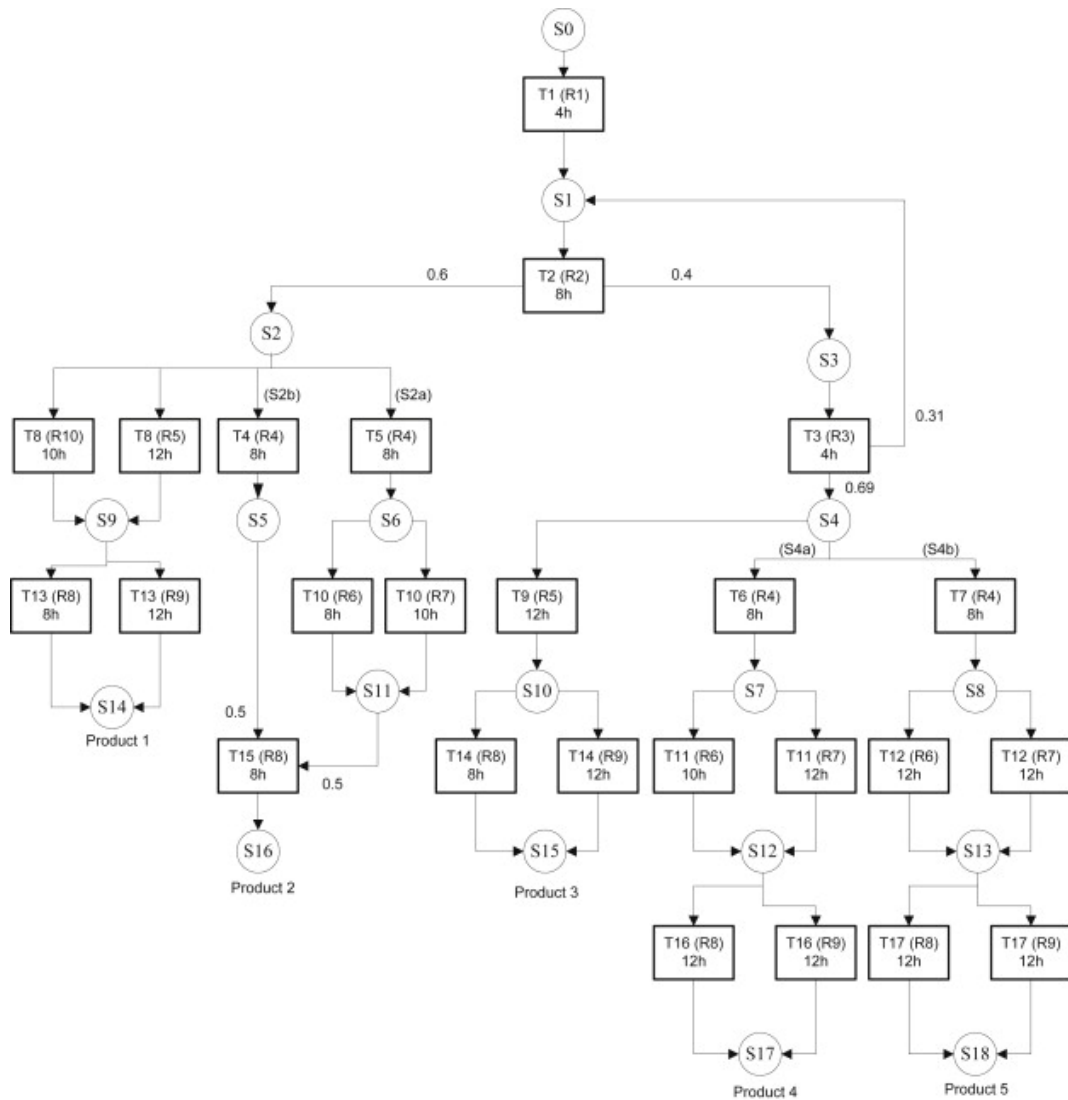 S0
T1 (R1)
4h
S1
0.6
T2 (R2)
8h
0.4
S2
S3
(S2b)
(S2a)
0.31
T8 (R10)
10h
T8 (R5)
12h
T4 (R4)
8h
T5 (R4)
8h
T3 (R3)
4h
0.69
S9
S5
S6
S4
(S4a)
(S4b)
T13 (R8)
8h
T13 (R9)
12h
T10 (R6)
8h
T10 (R7)
10h
T9 (R5)
12h
T6 (R4)
8h
T7 (R4)
8h
S14
Product 1
S11
S10
S7
S8
0.5
T15 (R8)
8h
0.5
T14 (R8)
8h
T14 (R9)
12h
T11 (R6)
10h
T11 (R7)
12h
T12 (R6)
12h
T12 (R7)
12h
S16
Product 2
S15
Product 3
S12
S13
T16 (R8)
12h
T16 (R9)
12h
T17 (R8)
12h
T17 (R9)
12h
S17
Product 4
S18
Product 5